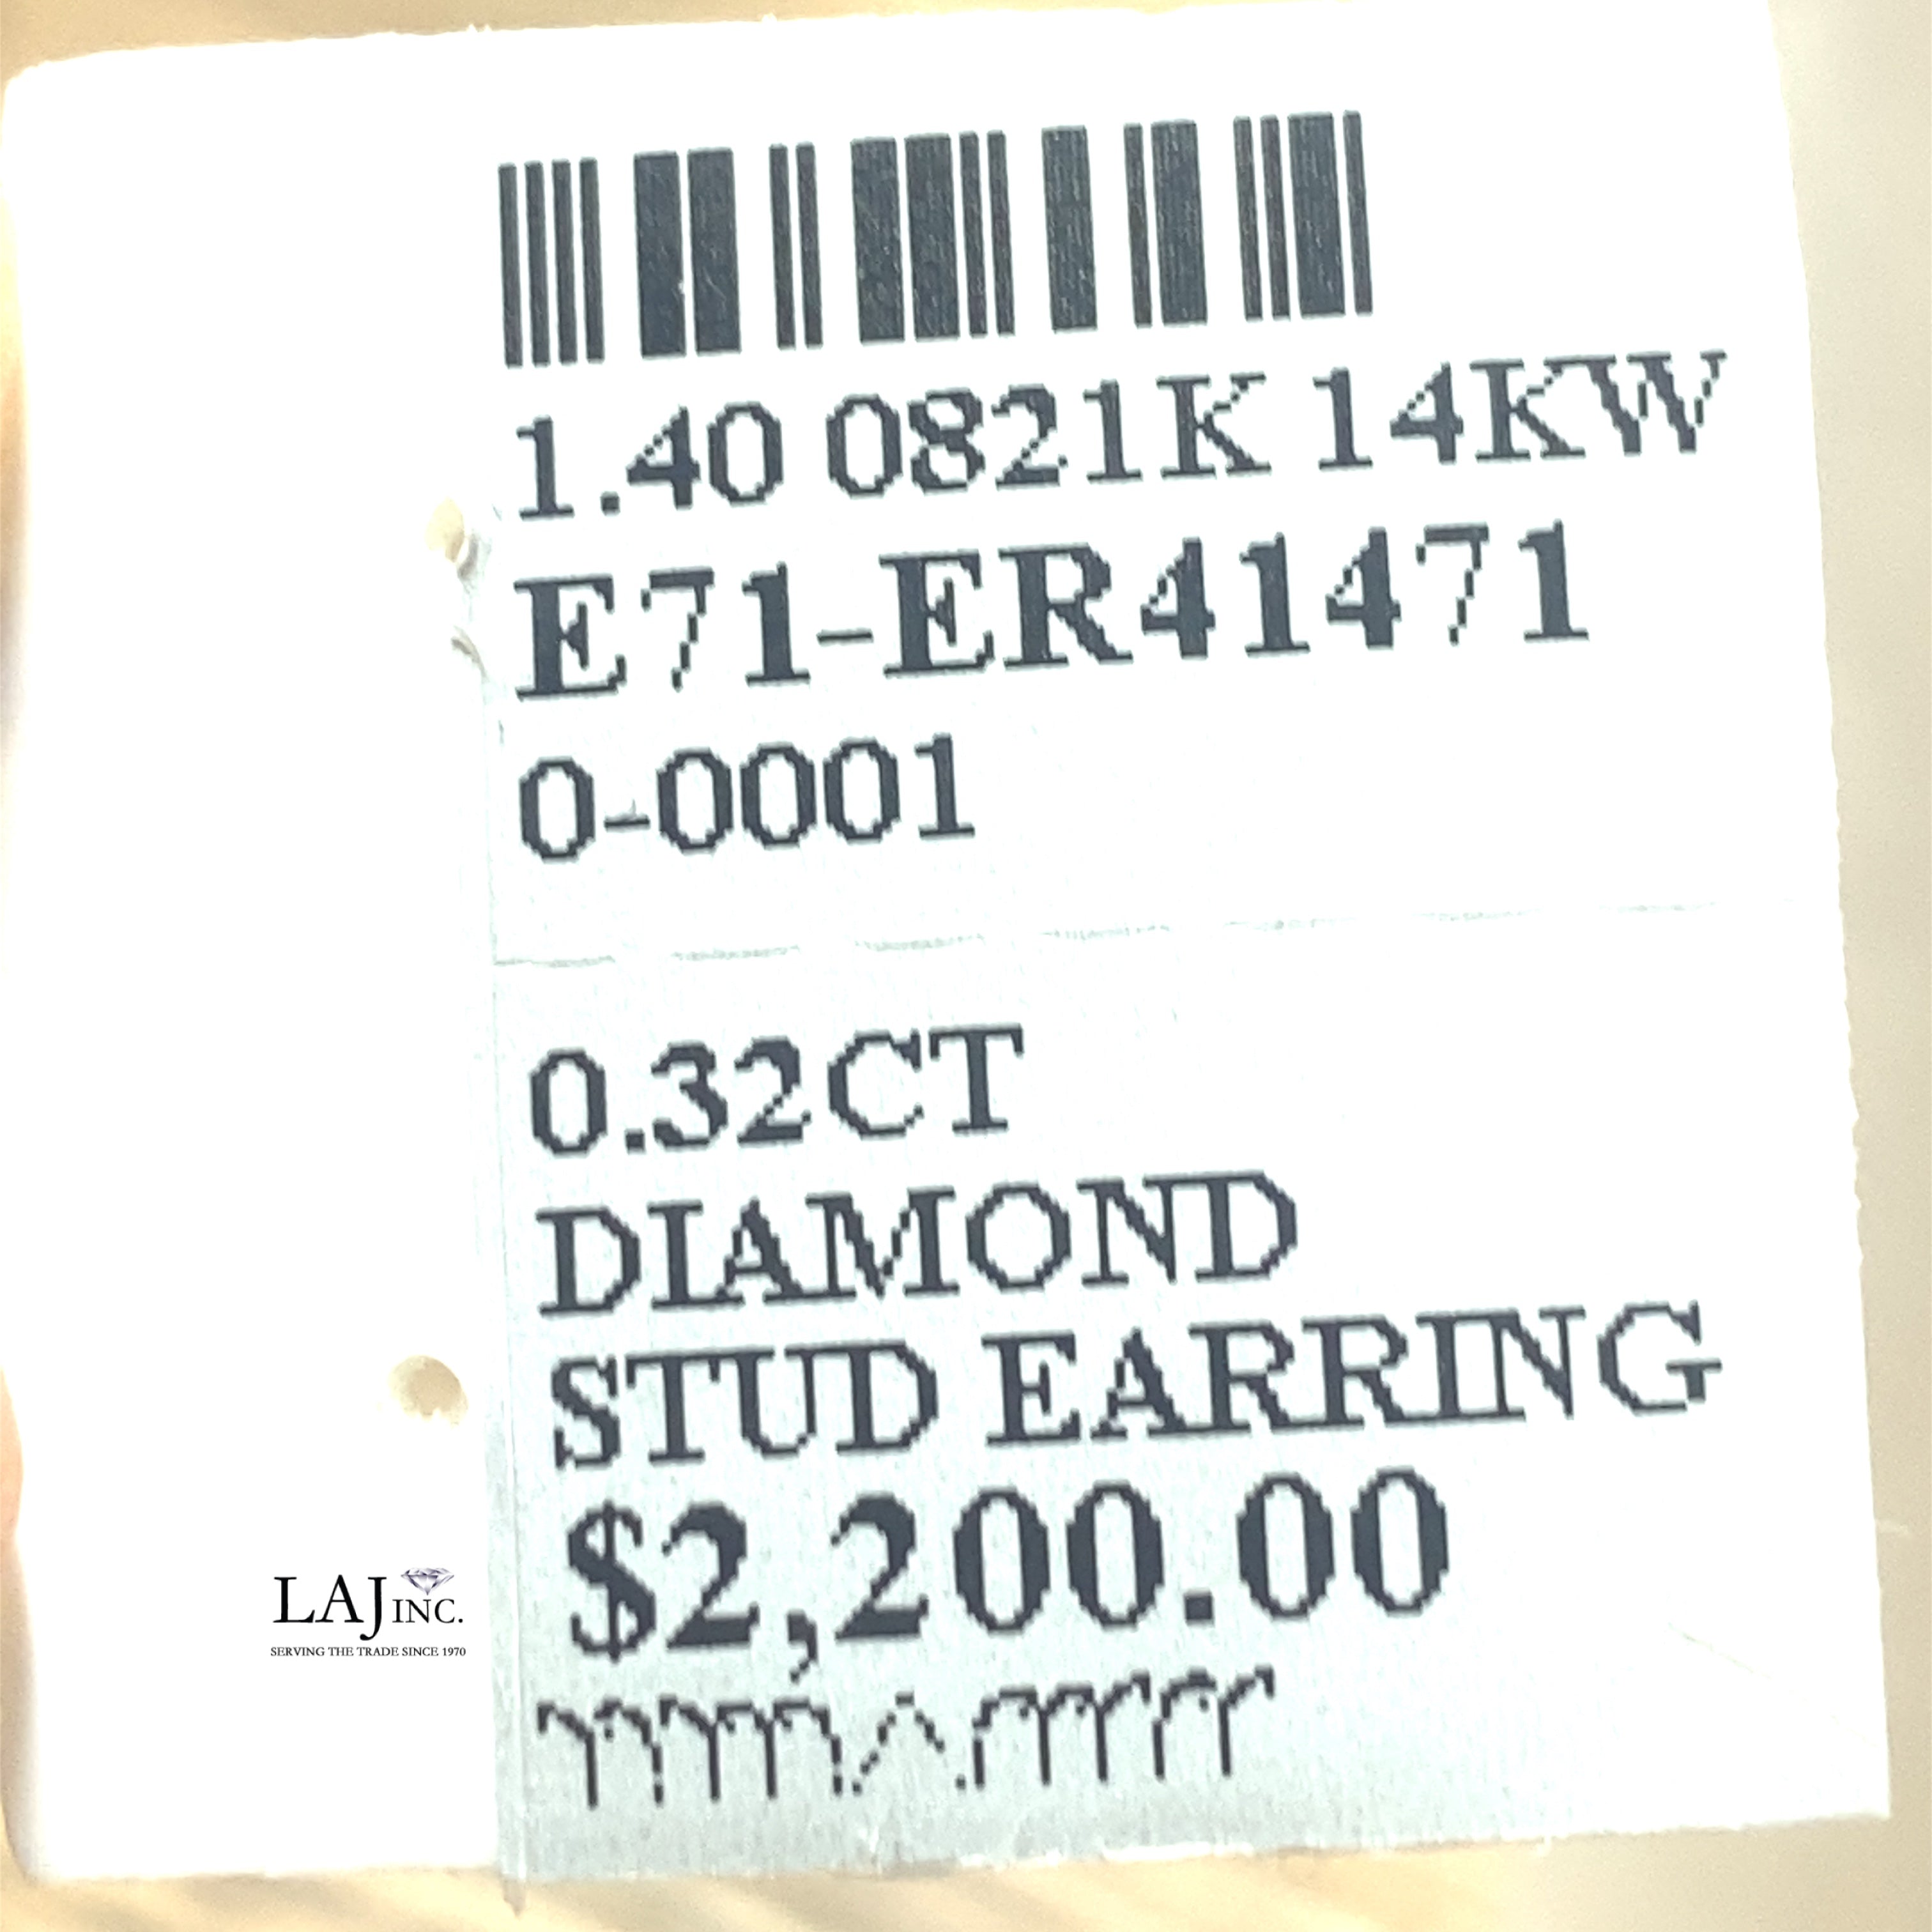 1.40 0821K 14KW
E71-ER41471
0-0001
0.32CT
DIAMOND
STUD EARRING
$2,200.00
LAJ INC.
SERVING THE TRADE SINCE 1970